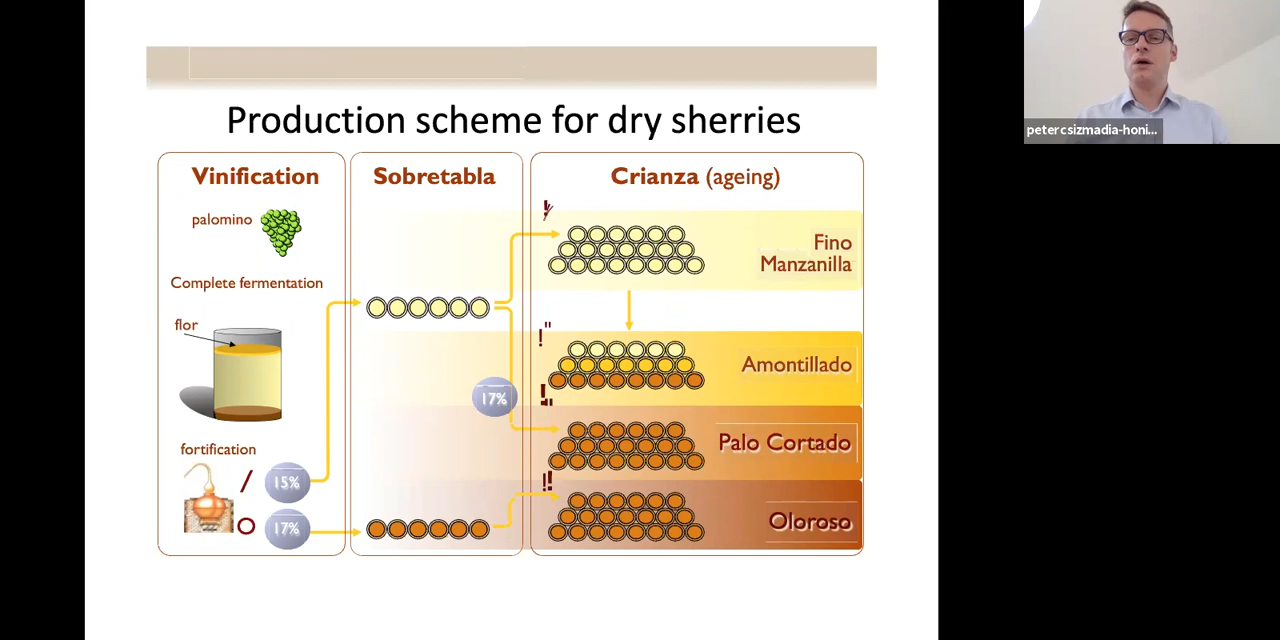 Production scheme for dry sherries
Vinification
palomino
Complete fermentation
flor
fortification
/ 15%
O 17%
Sobretabla
17%
Crianza (ageing)
Fino
Manzanilla
Amontillado
Palo Cortado
Oloroso
petercsizmadia-honi...